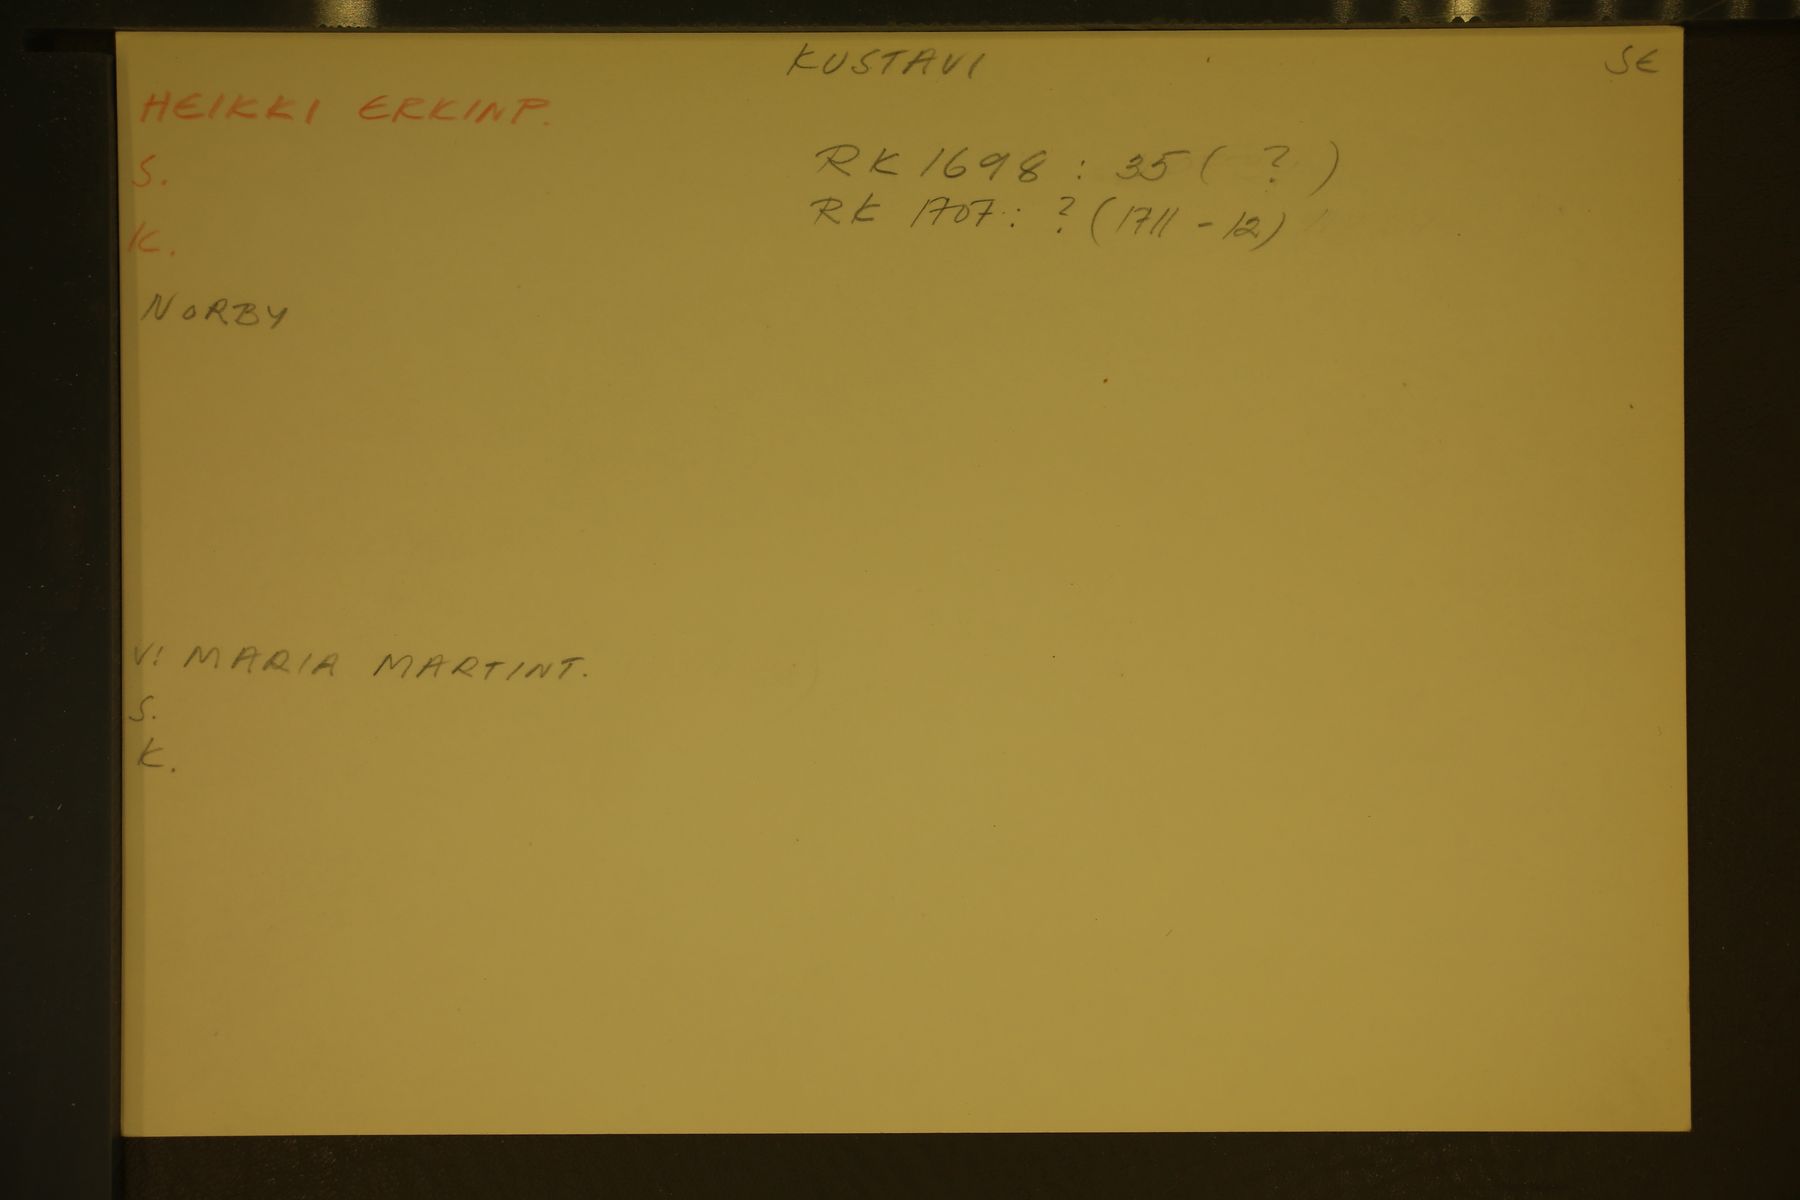 KUSTAVI SE
HEIKKI ERKINP.
S.
RK 1698 : 35 ( ? )
RK 1707 : ? (1711 - 12)
K.
NORBY
V! MARIA MARTINT.
S.
K.